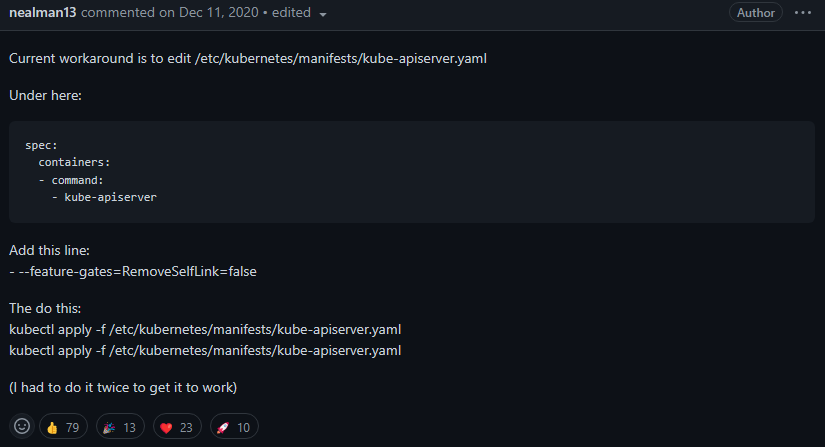 nealman13 commented on Dec 11, 2020 • edited
Author
Current workaround is to edit /etc/kubernetes/manifests/kube-apiserver.yaml
Under here:
spec:
  containers:
  - command:
    - kube-apiserver
Add this line:
- --feature-gates=RemoveSelfLink=false
The do this:
kubectl apply -f /etc/kubernetes/manifests/kube-apiserver.yaml
kubectl apply -f /etc/kubernetes/manifests/kube-apiserver.yaml
(I had to do it twice to get it to work)
👍 79 🎉 13 ❤️ 23 🚀 10